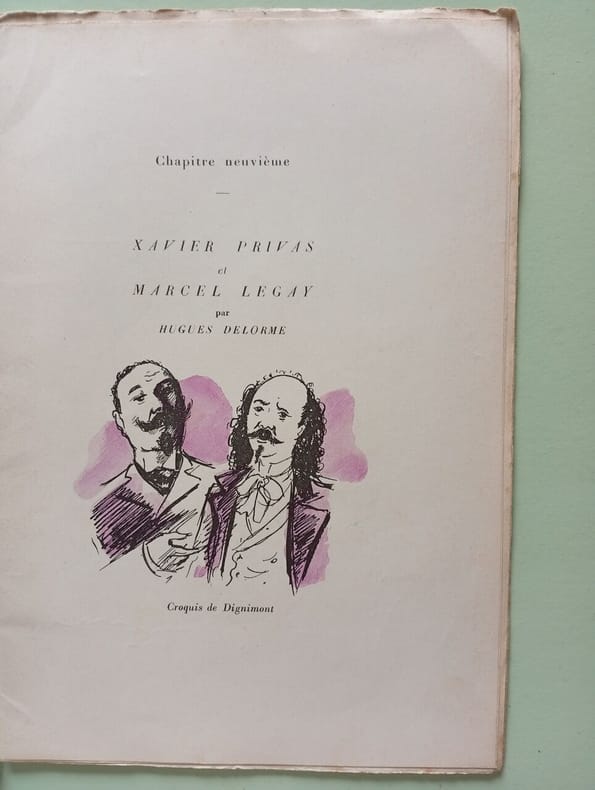 Chapitre neuvième
—
XAVIER PRIVAS
et
MARCEL LEGAY
par
HUGUES DELORME
Croquis de Dignimont